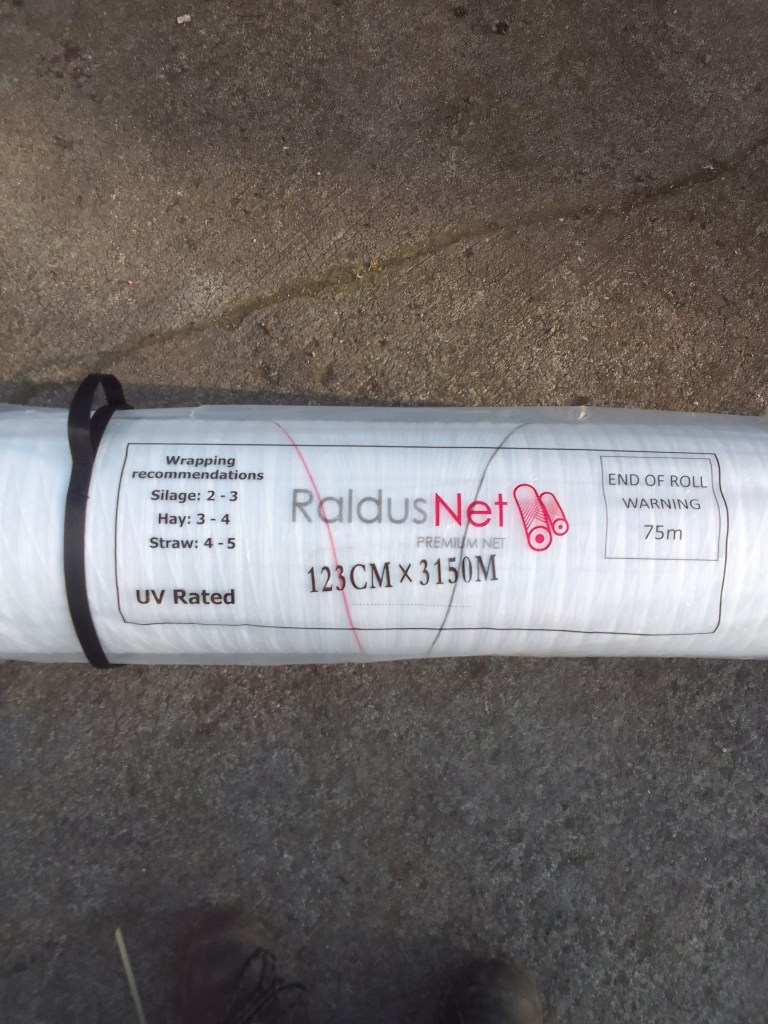 Wrapping
recommendations
Silage: 2 - 3
Hay: 3 - 4
Straw: 4 - 5
UV Rated
RaldusNet
PREMIUM NET
123CM × 3150M
END OF ROLL
WARNING
75m